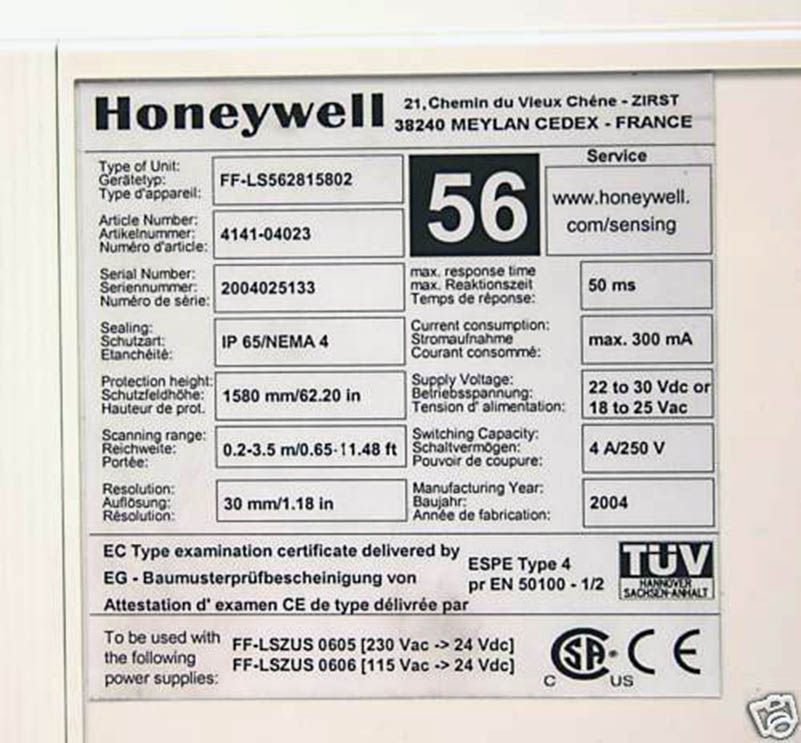 Honeywell
21, Chemin du Vieux Chéne - ZIRST
38240 MEYLAN CEDEX - FRANCE
Type of Unit:
Gerätetyp:
Type d'appareil:
FF-LS562815802
56
Service
www.honeywell.
com/sensing
Article Number:
Artikelnummer:
Numéro d'article:
4141-04023
Serial Number:
Seriennummer:
Numéro de série:
2004025133
max. response time
max. Reaktionszeit
Temps de réponse:
50 ms
Sealing:
Schutzart:
Etanchéité:
IP 65/NEMA 4
Current consumption:
Stromaufnahme
Courant consommé:
max. 300 mA
Protection height:
Schutzfeldhöhe:
Hauteur de prot.
1580 mm/62.20 in
Supply Voltage:
Betriebsspannung:
Tension d' alimentation:
22 to 30 Vdc or
18 to 25 Vac
Scanning range:
Reichweite:
Portée:
0.2-3.5 m/0.65-11.48 ft
Switching Capacity:
Schaltvermögen:
Pouvoir de coupure:
4 A/250 V
Resolution:
Auflösung:
Résolution:
30 mm/1.18 in
Manufacturing Year:
Baujahr:
Année de fabrication:
2004
EC Type examination certificate delivered by
EG - Baumusterprüfbescheinigung von
Attestation d' examen CE de type délivrée par
ESPE Type 4
pr EN 50100 - 1/2
TÜV
HANNOVER
SACHSEN-ANHALT
To be used with
the following
power supplies:
FF-LSZUS 0605 [230 Vac -> 24 Vdc]
FF-LSZUS 0606 [115 Vac -> 24 Vdc]
C SA US
CE